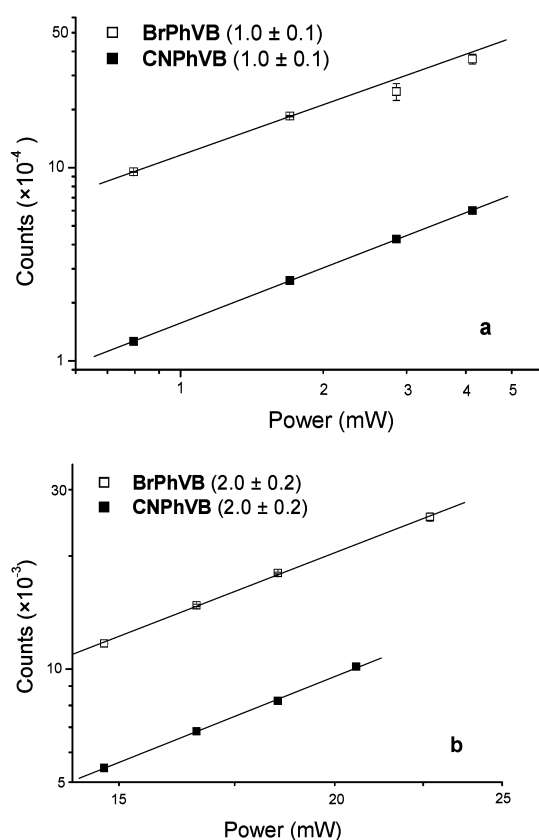 50
10
1
Counts (×10⁻⁴)
BrPhVB (1.0 ± 0.1)
CNPhVB (1.0 ± 0.1)
a
1 2 3 4 5
Power (mW)
30
10
5
Counts (×10⁻³)
BrPhVB (2.0 ± 0.2)
CNPhVB (2.0 ± 0.2)
b
15 20 25
Power (mW)